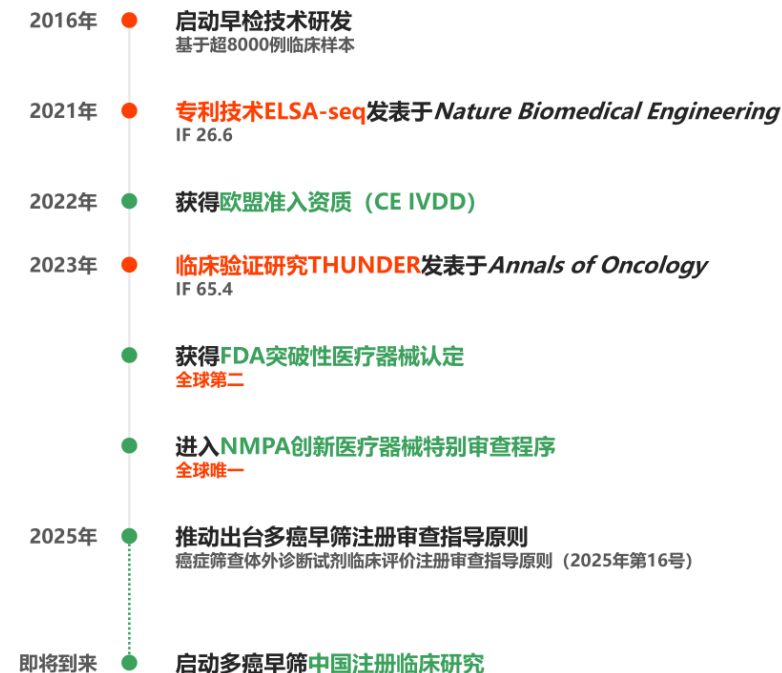 2016年 启动早检技术研发
基于超8000例临床样本
2021年 专利技术ELSA-seq发表于Nature Biomedical Engineering
IF 26.6
2022年 获得欧盟准入资质（CE IVDD）
2023年 临床验证研究THUNDER发表于Annals of Oncology
IF 65.4
获得FDA突破性医疗器械认定
全球第二
进入NMPA创新医疗器械特别审查程序
全球唯一
2025年 推动出台多癌早筛注册审查指导原则
癌症筛查体外诊断试剂临床评价注册审查指导原则（2025年第16号）
即将到来 启动多癌早筛中国注册临床研究